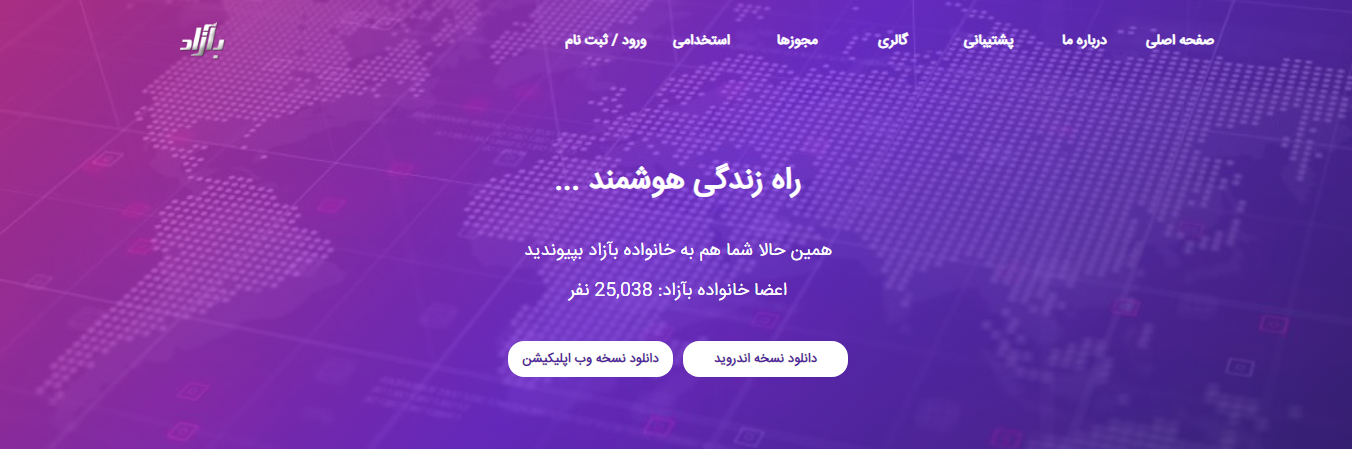 صفحه اصلی
درباره ما
پشتیبانی
گالری
مجوزها
استخدامی
ورود / ثبت نام
بآزاد
راه زندگی هوشمند ...
همین حالا شما هم به خانواده بآزاد بپیوندید
اعضا خانواده بآزاد: 25,038 نفر
دانلود نسخه اندروید
دانلود نسخه وب اپلیکیشن